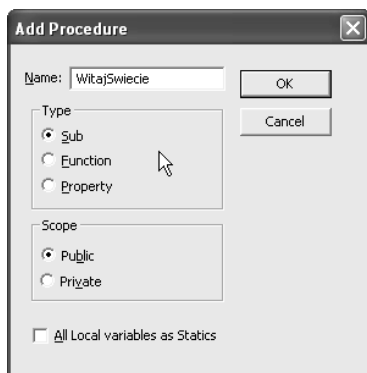 Add Procedure
Name: WitajSwiecie
OK
Cancel
Type
Sub
Function
Property
Scope
Public
Private
All Local variables as Statics